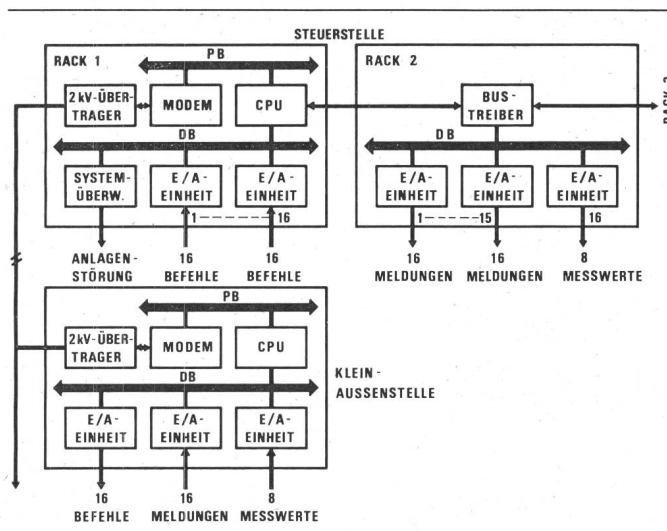 STEUERSTELLE
RACK 1
PB
RACK 2
2kV-ÜBER-
TRAGER
MODEM
CPU
BUS-
TREIBER
DB
DB
SYSTEM-
ÜBERW.
E/A-
EINHEIT
E/A-
EINHEIT
E/A-
EINHEIT
E/A-
EINHEIT
E/A-
EINHEIT
1 ------ 16
1 ------ 15
16
ANLAGEN-
STÖRUNG
16
BEFEHLE
16
BEFEHLE
16
MELDUNGEN
16
MELDUNGEN
8
MESSWERTE
PB
2kV-ÜBER-
TRAGER
MODEM
CPU
DB
KLEIN-
AUSSENSTELLE
E/A-
EINHEIT
E/A-
EINHEIT
E/A-
EINHEIT
16
BEFEHLE
16
MELDUNGEN
8
MESSWERTE